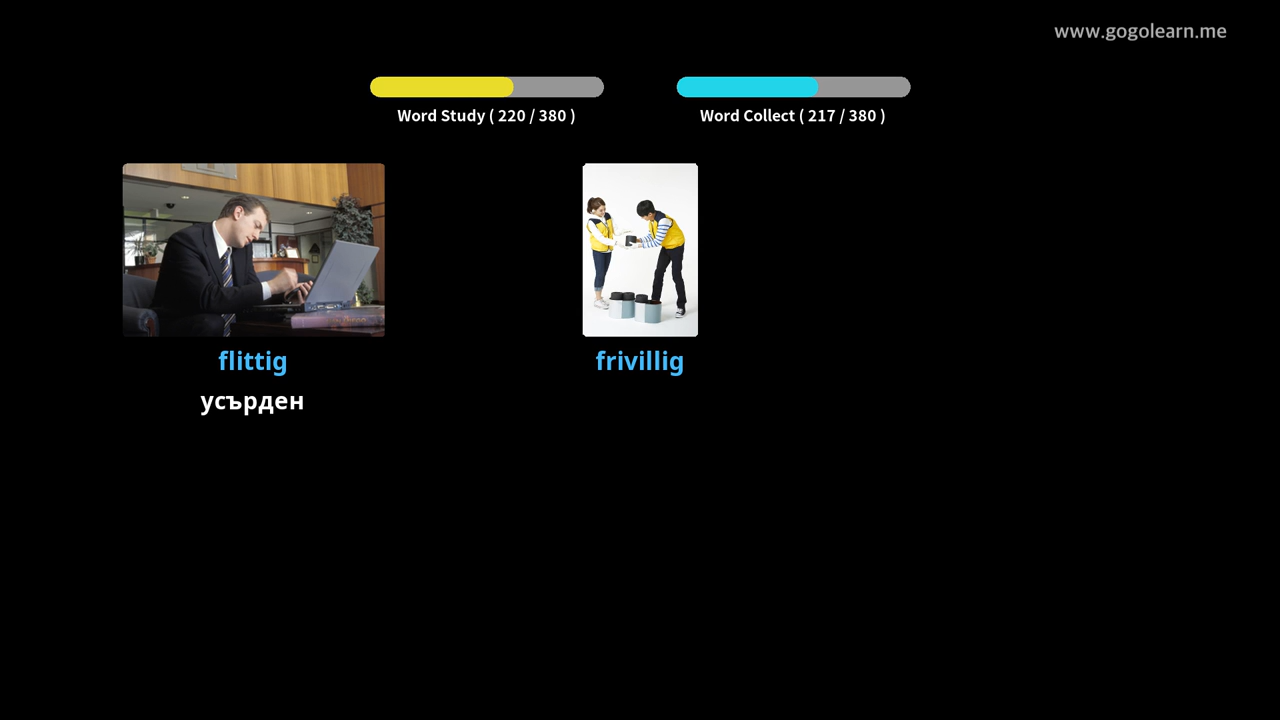 www.gogolearn.me
Word Study ( 220 / 380 )
Word Collect ( 217 / 380 )
flittig
frivillig
усърден